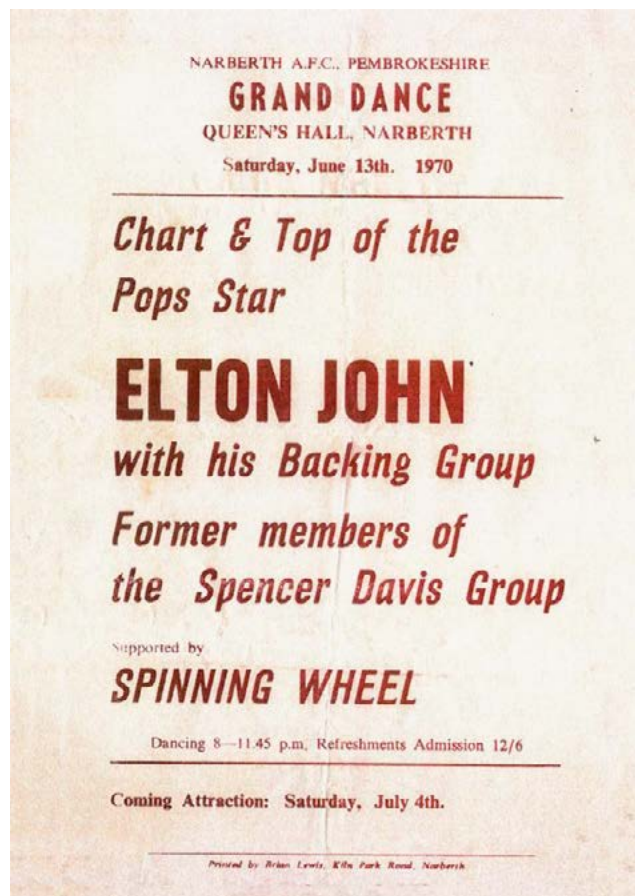 NARBERTH A.F.C., PEMBROKESHIRE
GRAND DANCE
QUEEN'S HALL, NARBERTH
Saturday, June 13th. 1970
Chart & Top of the
Pops Star
ELTON JOHN
with his Backing Group
Former members of
the Spencer Davis Group
Supported by
SPINNING WHEEL
Dancing 8—11.45 p.m. Refreshments Admission 12/6
Coming Attraction: Saturday, July 4th.
Printed by Brian Lewis, Kiln Park Road, Narberth